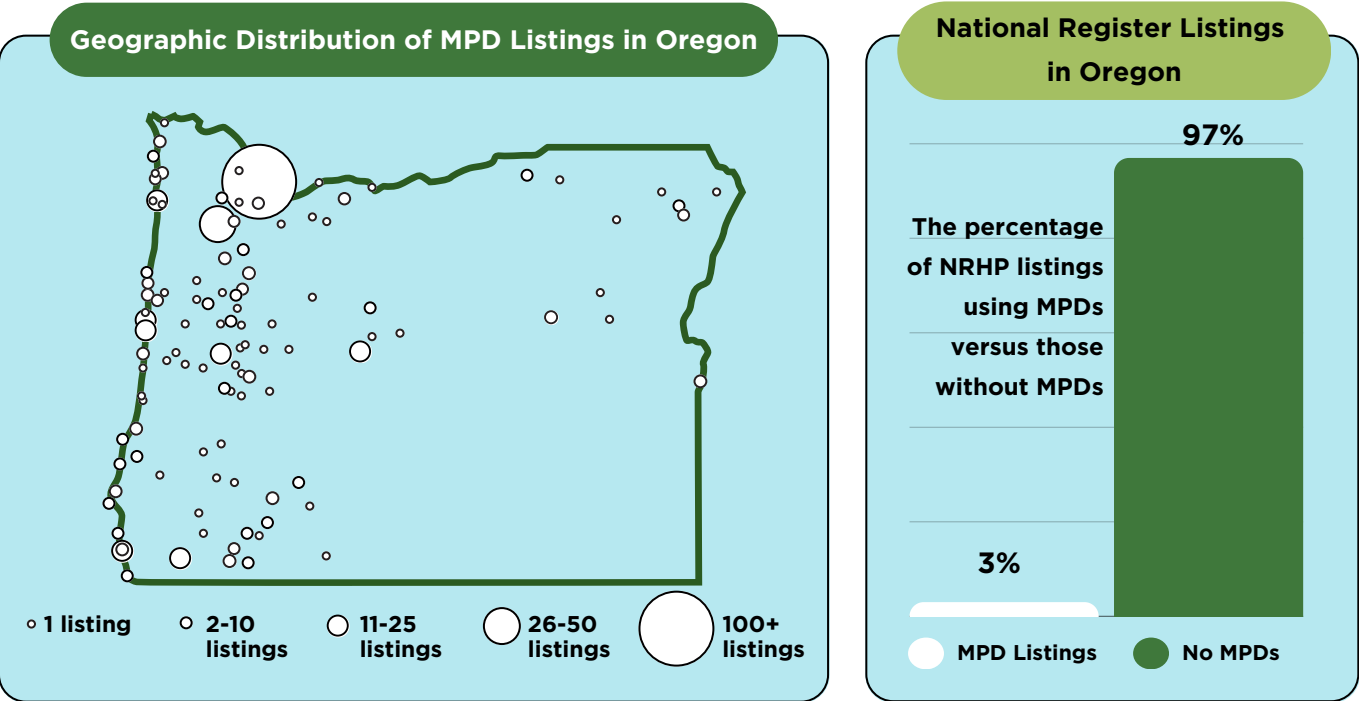 Geographic Distribution of MPD Listings in Oregon
1 listing
2-10
listings
11-25
listings
26-50
listings
100+
listings
National Register Listings
in Oregon
97%
The percentage
of NRHP listings
using MPDs
versus those
without MPDs
3%
MPD Listings
No MPDs